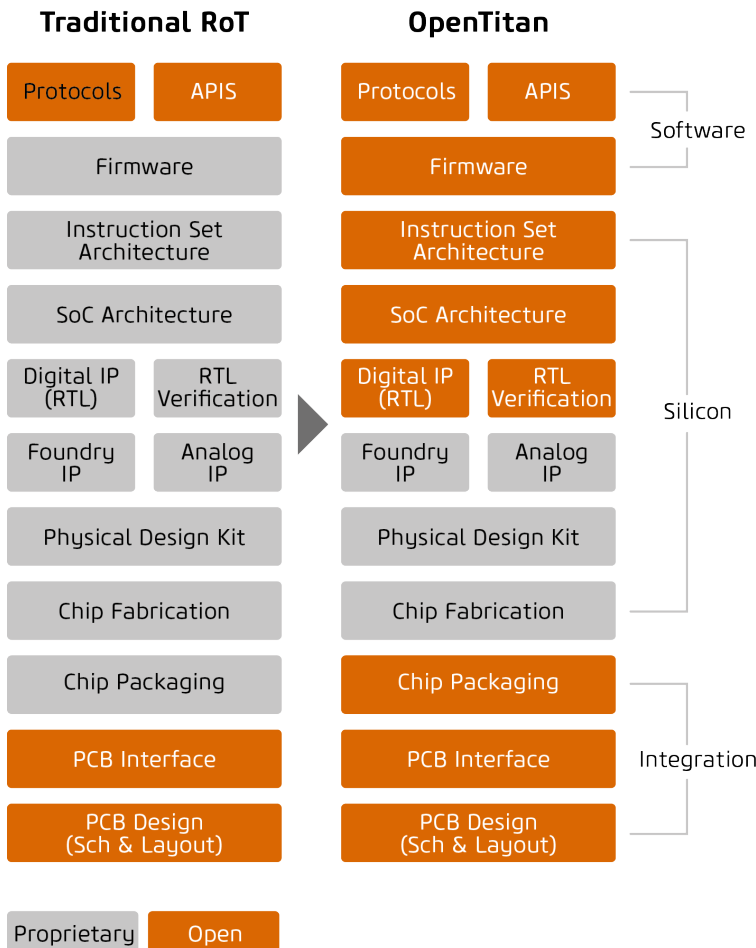 Traditional RoT
OpenTitan
Protocols
APIS
Protocols
APIS
Software
Firmware
Firmware
Instruction Set
Architecture
Instruction Set
Architecture
SoC Architecture
SoC Architecture
Digital IP
(RTL)
RTL
Verification
Digital IP
(RTL)
RTL
Verification
Silicon
Foundry
IP
Analog
IP
Foundry
IP
Analog
IP
Physical Design Kit
Physical Design Kit
Chip Fabrication
Chip Fabrication
Chip Packaging
Chip Packaging
PCB Interface
PCB Interface
Integration
PCB Design
(Sch & Layout)
PCB Design
(Sch & Layout)
Proprietary
Open